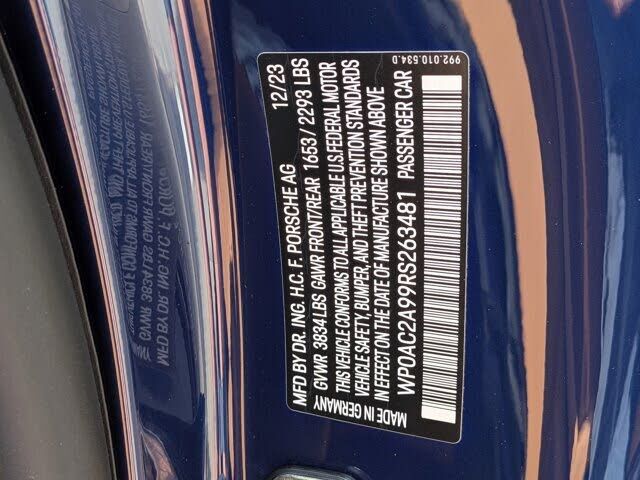 MFD BY DR. ING. H.C. F. PORSCHE AG 12/23
GVWR 3834 LBS GAWR FRONT/REAR 1653 / 2293 LBS
THIS VEHICLE CONFORMS TO ALL APPLICABLE U.S. FEDERAL MOTOR
VEHICLE SAFETY, BUMPER, AND THEFT PREVENTION STANDARDS
IN EFFECT ON THE DATE OF MANUFACTURE SHOWN ABOVE
WP0AC2A99RS263481 PASSENGER CAR
MADE IN GERMANY 992.010.534.D